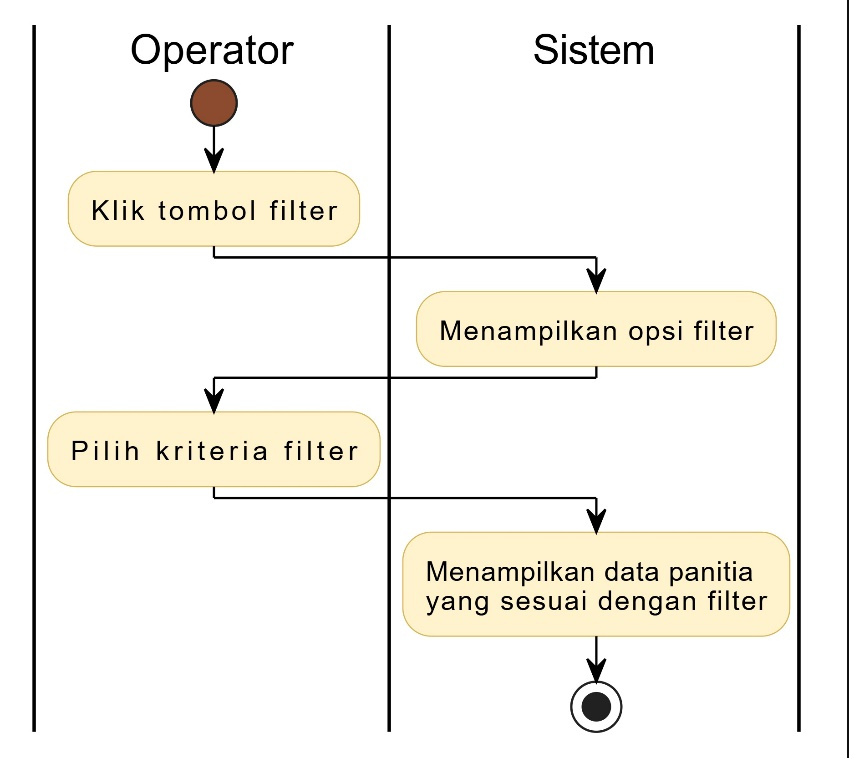 Operator
Sistem
Klik tombol filter
Menampilkan opsi filter
Pilih kriteria filter
Menampilkan data panitia
yang sesuai dengan filter